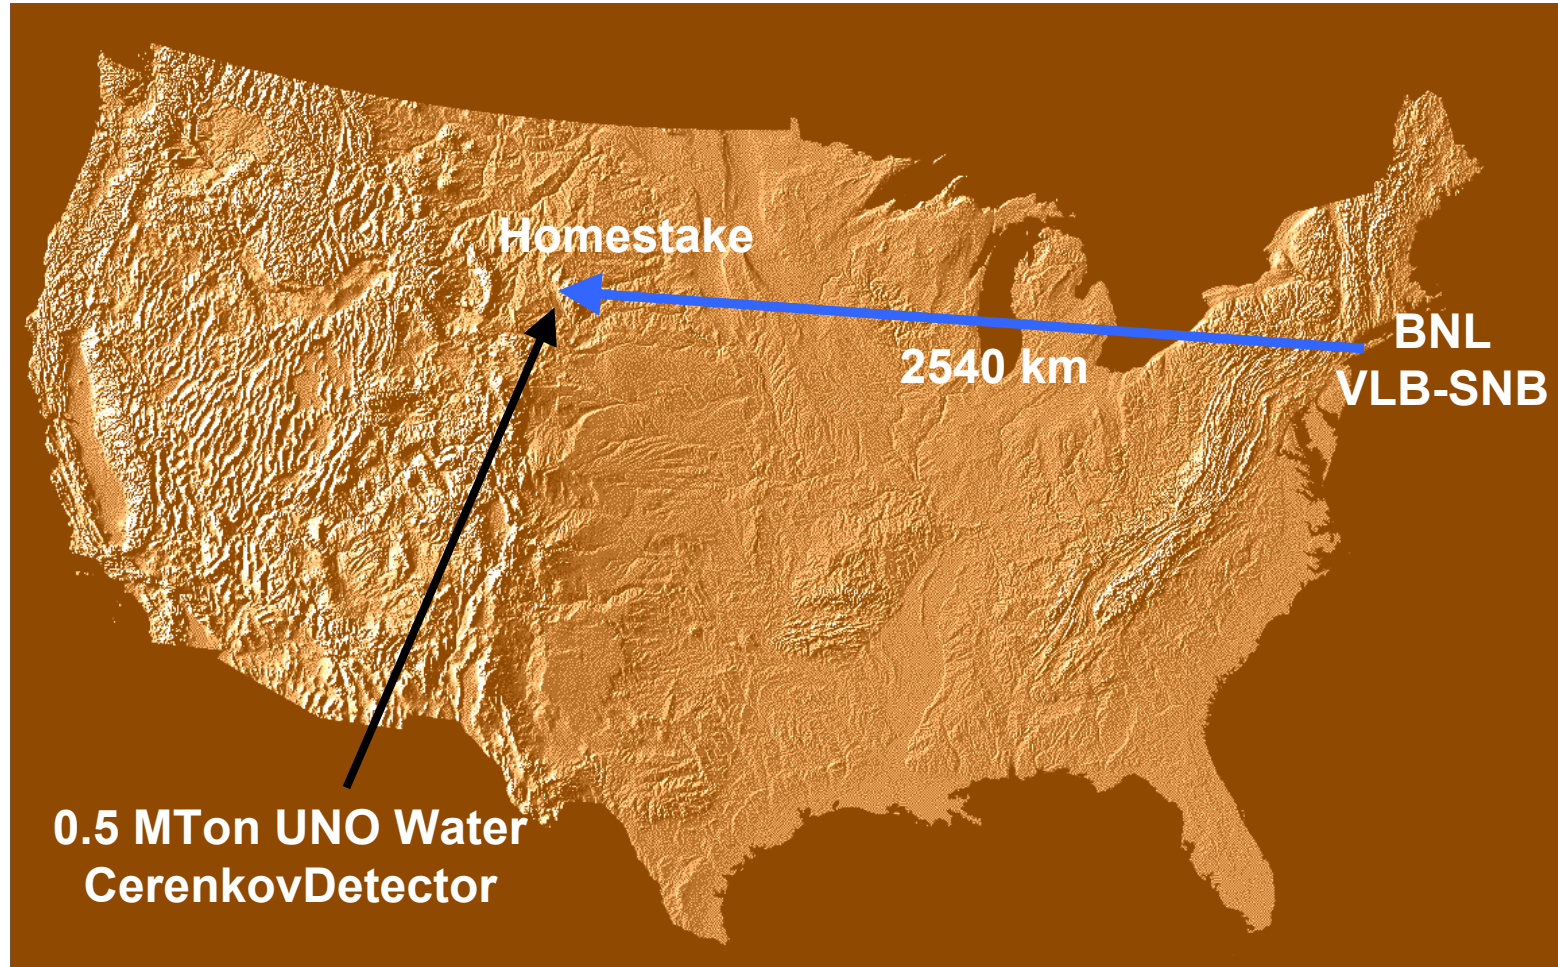 Homestake
BNL
VLB-SNB
2540 km
0.5 MTon UNO Water
CerenkovDetector